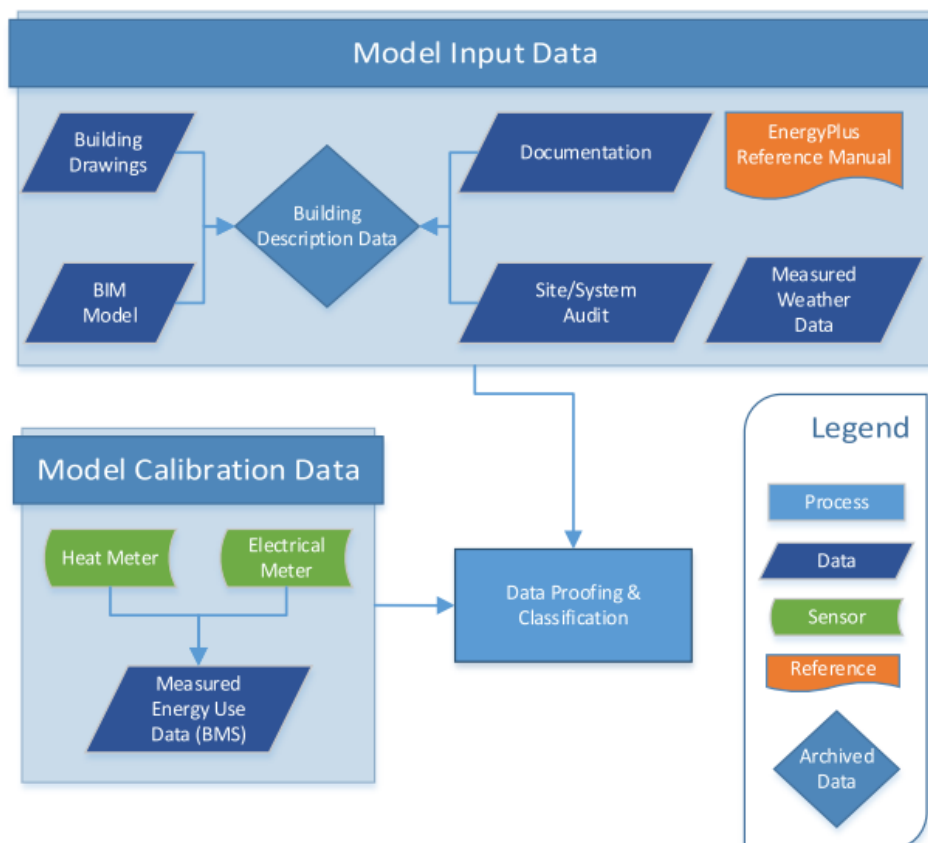 Model Input Data
Building
Drawings
BIM
Model
Building
Description Data
Documentation
Site/System
Audit
EnergyPlus
Reference Manual
Measured
Weather
Data
Model Calibration Data
Heat Meter
Electrical
Meter
Measured
Energy Use
Data (BMS)
Data Proofing &
Classification
Legend
Process
Data
Sensor
Reference
Archived
Data